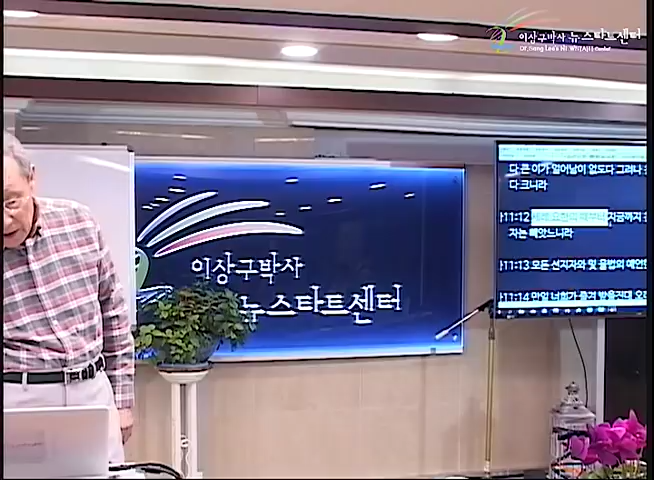 이상구박사 뉴스타트센터
이상구박사
뉴스타트센터
다 큰 이가 일어남이 없도다 그러나
다 크니라
11:12 세례 요한의 때부터 지금까지
자는 빼앗느니라
11:13 모든 선지자와 및 율법의 예언
11:14 만일 너희가 즐겨 받을진대 오